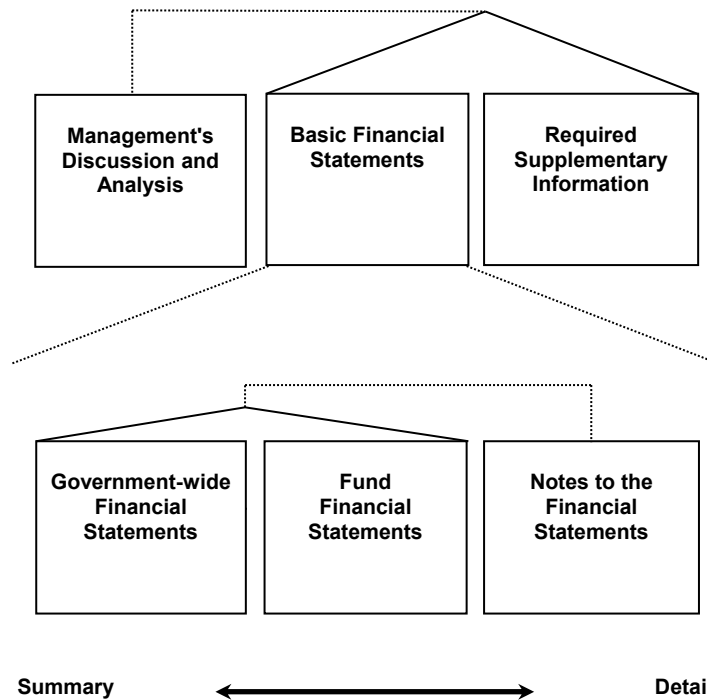 Management's
Discussion and
Analysis
Basic Financial
Statements
Required
Supplementary
Information
Government-wide
Financial
Statements
Fund
Financial
Statements
Notes to the
Financial
Statements
Summary
Detai